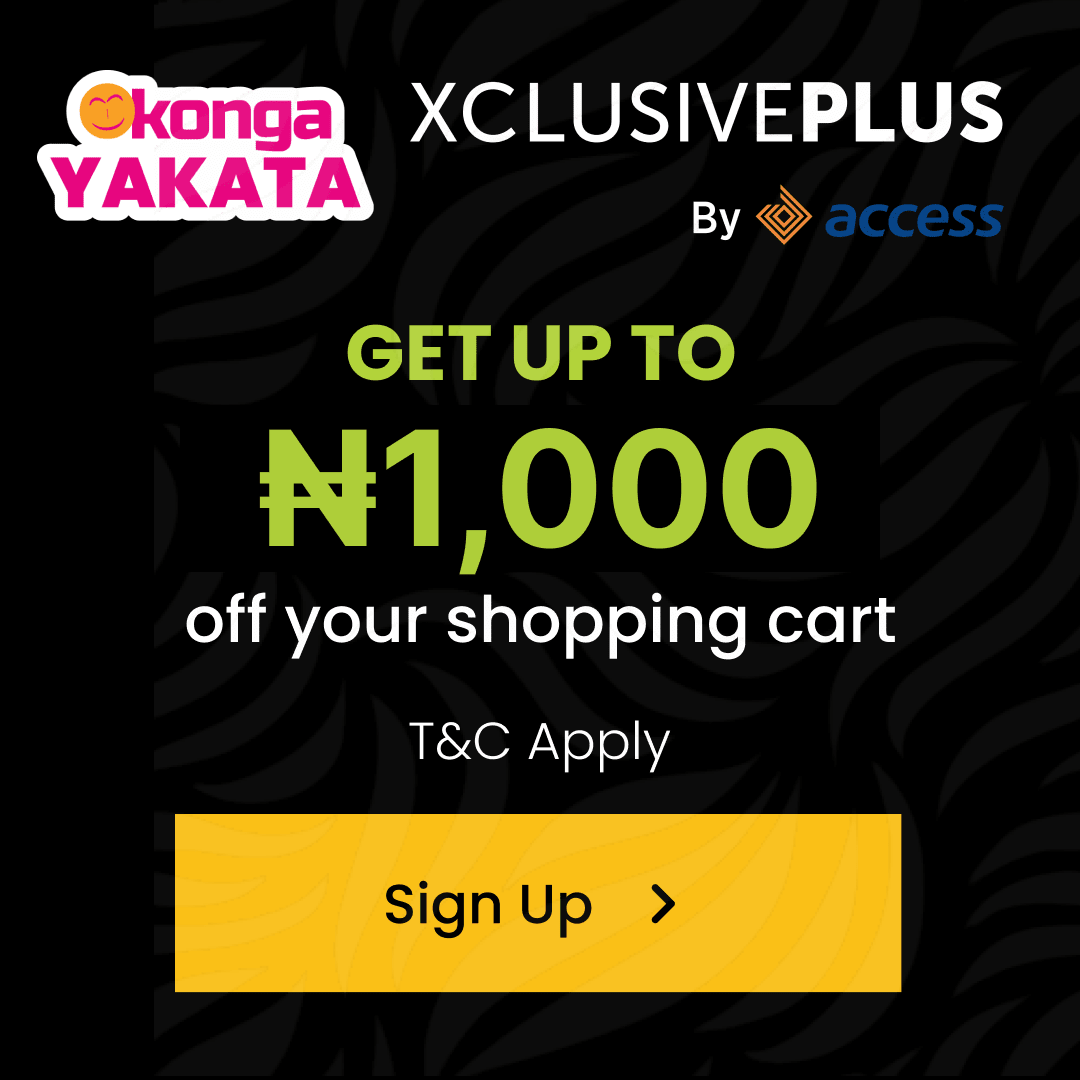 konga
YAKATA
XCLUSIVEPLUS
By access
GET UP TO
₦1,000
off your shopping cart
T&C Apply
Sign Up